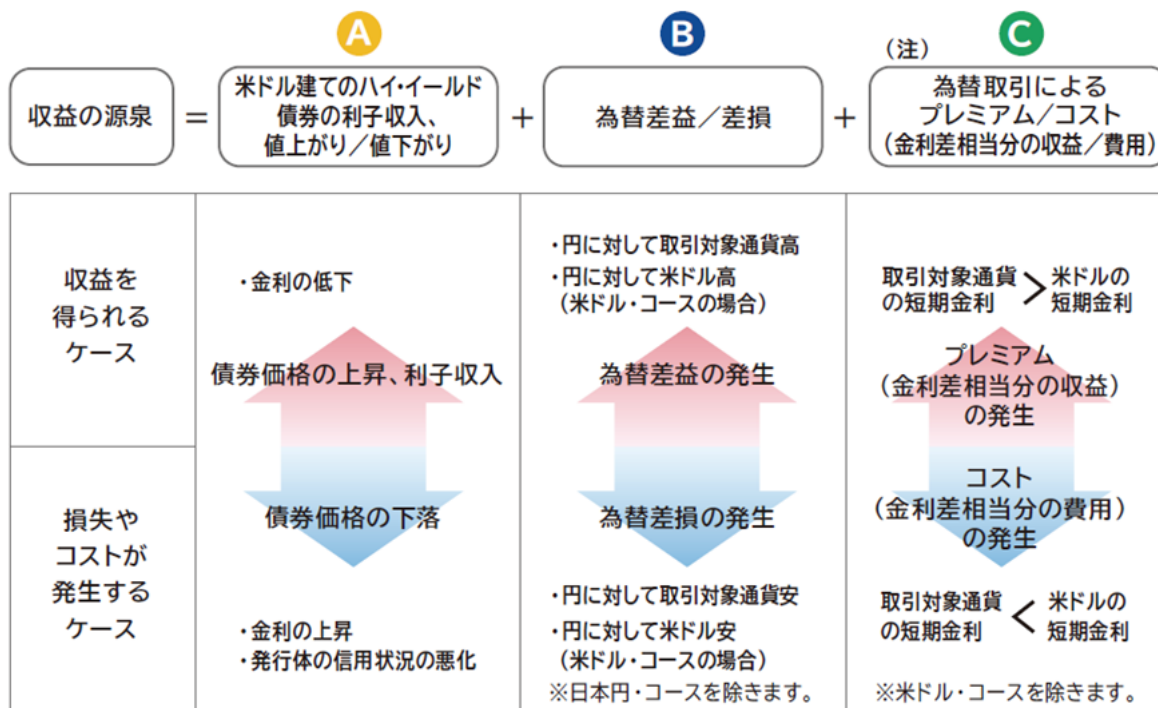 A
B
C
(注)
収益の源泉
=
米ドル建てのハイ・イールド
債券の利子収入、
値上がり/値下がり
+
為替差益/差損
+
為替取引による
プレミアム/コスト
(金利差相当分の収益/費用)
収益を
得られる
ケース
・金利の低下
債券価格の上昇、利子収入
・円に対して取引対象通貨高
・円に対して米ドル高
(米ドル・コースの場合)
為替差益の発生
取引対象通貨
の短期金利
>
米ドルの
短期金利
プレミアム
(金利差相当分の収益)
の発生
損失や
コストが
発生する
ケース
債券価格の下落
・金利の上昇
・発行体の信用状況の悪化
為替差損の発生
・円に対して取引対象通貨安
・円に対して米ドル安
(米ドル・コースの場合)
※日本円・コースを除きます。
コスト
(金利差相当分の費用)
の発生
取引対象通貨
の短期金利
<
米ドルの
短期金利
※米ドル・コースを除きます。